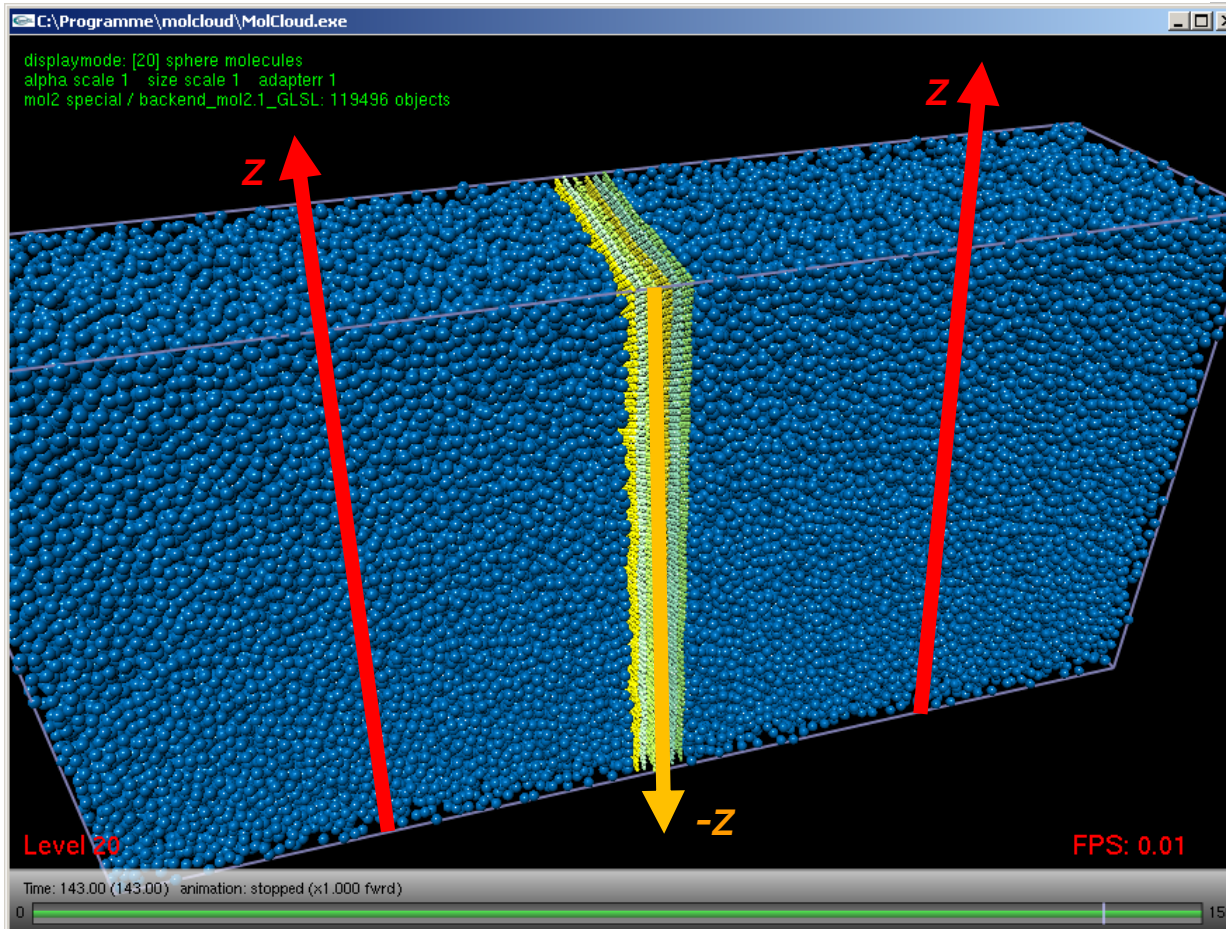 C:\Programme\molcloud\MolCloud.exe
displaymode: [20] sphere molecules
alpha scale 1 size scale 1 adapterr 1
mol2 special / backend_mol2.1_GLSL: 119496 objects
z
z
-z
Level 20
FPS: 0.01
Time: 143.00 (143.00) animation: stopped (x1.000 fwrd)
0